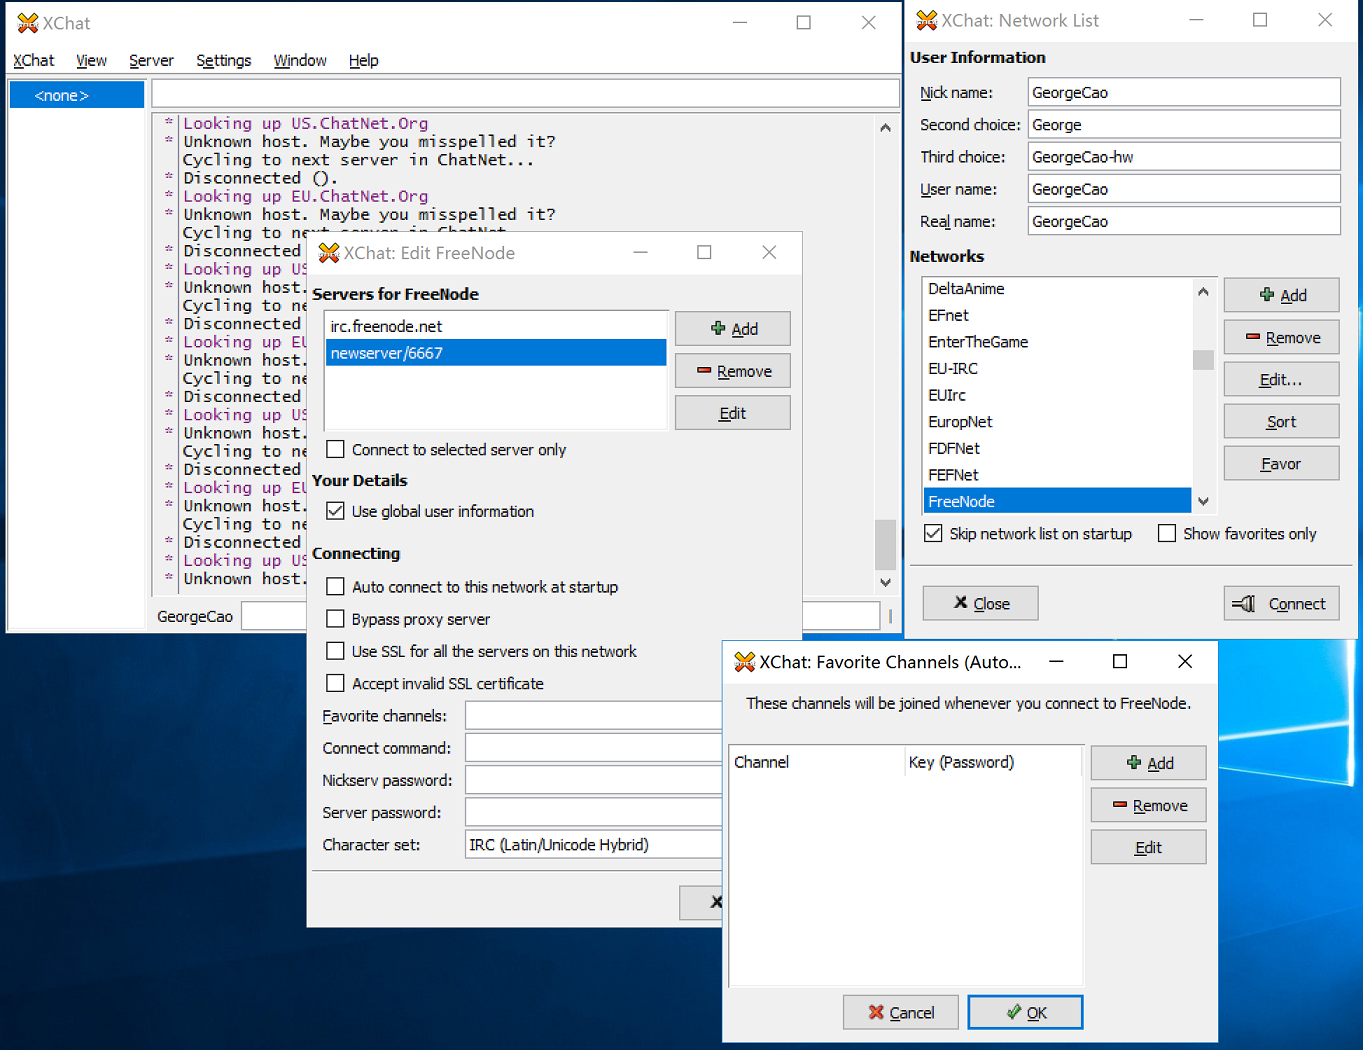 XChat
XChat View Server Settings Window Help
<none>
* Looking up US.ChatNet.Org
* Unknown host. Maybe you misspelled it?
Cycling to next server in ChatNet...
* Disconnected ().
* Looking up EU.ChatNet.Org
* Unknown host. Maybe you misspelled it?
Cycling to next server in ChatNet
* Disconnected
* Looking up US
* Unknown host.
Cycling to ne
* Disconnected
* Looking up EU
* Unknown host.
Cycling to ne
* Disconnected
* Looking up US
* Unknown host.
Cycling to ne
* Disconnected
* Looking up EU
* Unknown host.
Cycling to ne
* Disconnected
* Looking up US
* Unknown host.
GeorgeCao
XChat: Edit FreeNode
Servers for FreeNode
irc.freenode.net
newserver/6667
Add
Remove
Edit
Connect to selected server only
Your Details
Use global user information
Connecting
Auto connect to this network at startup
Bypass proxy server
Use SSL for all the servers on this network
Accept invalid SSL certificate
Favorite channels:
Connect command:
Nickserv password:
Server password:
Character set: IRC (Latin/Unicode Hybrid)
XChat: Network List
User Information
Nick name: GeorgeCao
Second choice: George
Third choice: GeorgeCao-hw
User name: GeorgeCao
Real name: GeorgeCao
Networks
DeltaAnime
EFnet
EnterTheGame
EU-IRC
EUIrc
EuropNet
FDFNet
FEFNet
FreeNode
Add
Remove
Edit...
Sort
Favor
Skip network list on startup Show favorites only
Close Connect
XChat: Favorite Channels (Auto...
These channels will be joined whenever you connect to FreeNode.
Channel Key (Password)
Add
Remove
Edit
Cancel OK